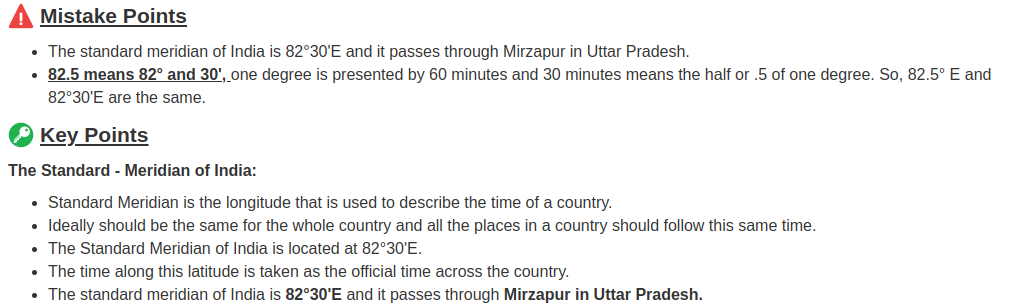 Mistake Points
• The standard meridian of India is 82°30'E and it passes through Mirzapur in Uttar Pradesh.
• 82.5 means 82° and 30', one degree is presented by 60 minutes and 30 minutes means the half or .5 of one degree. So, 82.5° E and
82°30'E are the same.
Key Points
The Standard - Meridian of India:
• Standard Meridian is the longitude that is used to describe the time of a country.
• Ideally should be the same for the whole country and all the places in a country should follow this same time.
• The Standard Meridian of India is located at 82°30'E.
• The time along this latitude is taken as the official time across the country.
• The standard meridian of India is 82°30'E and it passes through Mirzapur in Uttar Pradesh.